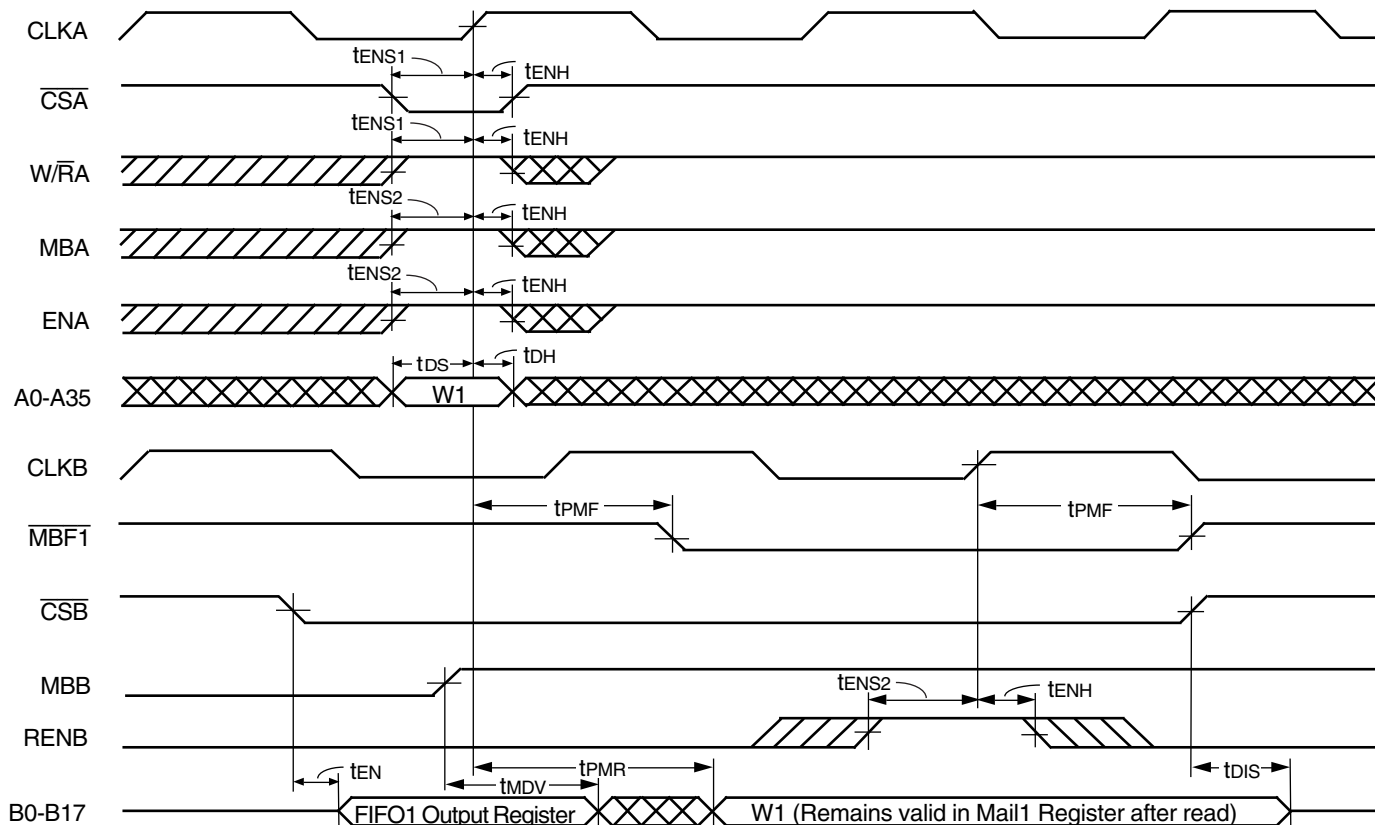 CLKA
tENS1
tENH
CSA
tENS1
tENH
W/RA
tENS2
tENH
MBA
tENS2
tENH
ENA
tDS
tDH
A0-A35
W1
CLKB
tPMF
tPMF
MBF1
CSB
MBB
tENS2
tENH
RENB
tEN
tMDV
tPMR
tDIS
B0-B17
FIFO1 Output Register
W1 (Remains valid in Mail1 Register after read)